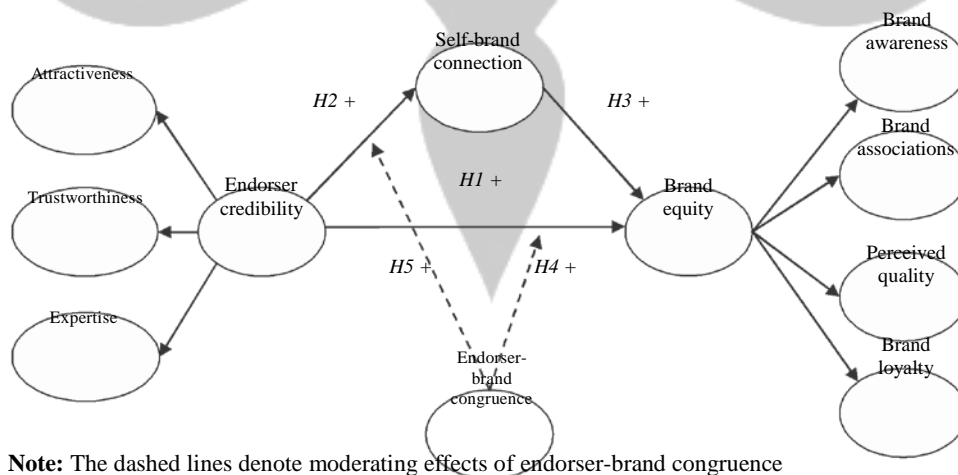 Self-brand
connection
Brand
awareness
Attractiveness
H2 +
H3 +
Brand
associations
Trustworthiness
Endorser
credibility
H1 +
Brand
equity
H5 +
H4 +
Perceived
quality
Expertise
Endorser-
brand
congruence
Brand
loyalty
Note: The dashed lines denote moderating effects of endorser-brand congruence